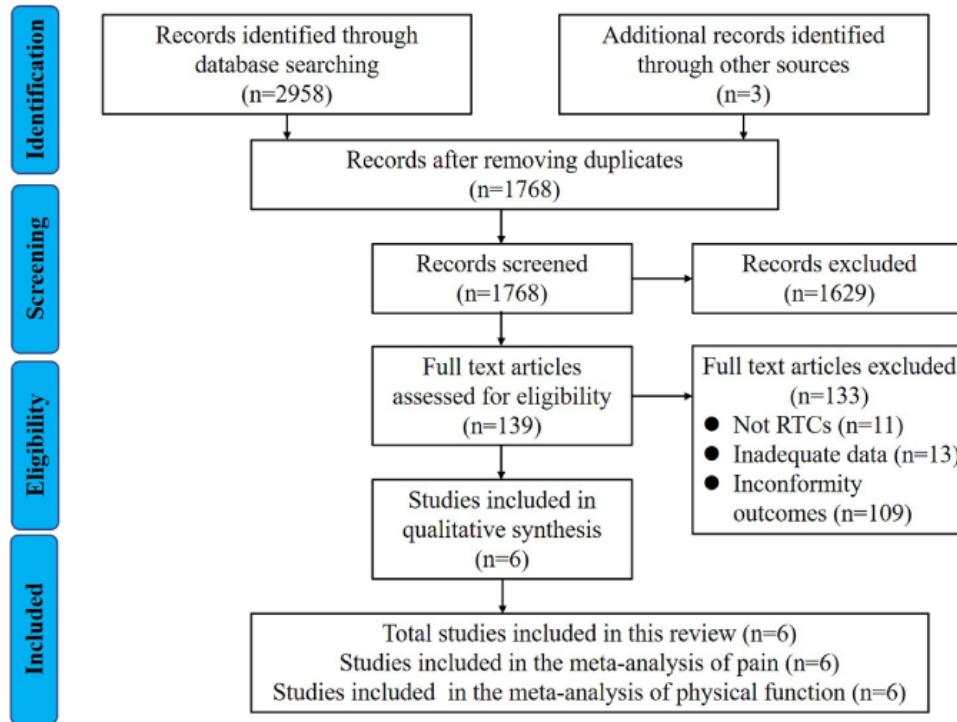 Identification
Records identified through
database searching
(n=2958)
Additional records identified
through other sources
(n=3)
Records after removing duplicates
(n=1768)
Screening
Records screened
(n=1768)
Records excluded
(n=1629)
Eligibility
Full text articles
assessed for eligibility
(n=139)
Full text articles excluded
(n=133)
● Not RTCs (n=11)
● Inadequate data (n=13)
● Inconformity
outcomes (n=109)
Studies included in
qualitative synthesis
(n=6)
Included
Total studies included in this review (n=6)
Studies included in the meta-analysis of pain (n=6)
Studies included in the meta-analysis of physical function (n=6)